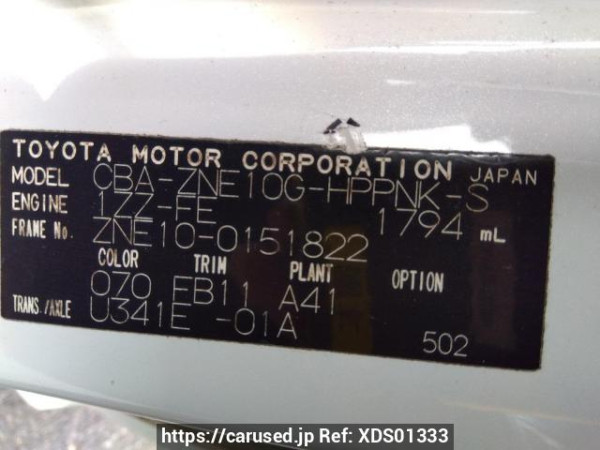 TOYOTA MOTOR CORPORATION JAPAN
MODEL CBA-ZNE10G-HPPNK-S
ENGINE 1ZZ-FE 1794 mL
FRAME No. ZNE10-0151822
COLOR TRIM PLANT OPTION
070 FB11 A41
TRANS./AXLE U341E -01A
502
https://carused.jp Ref: XDS01333